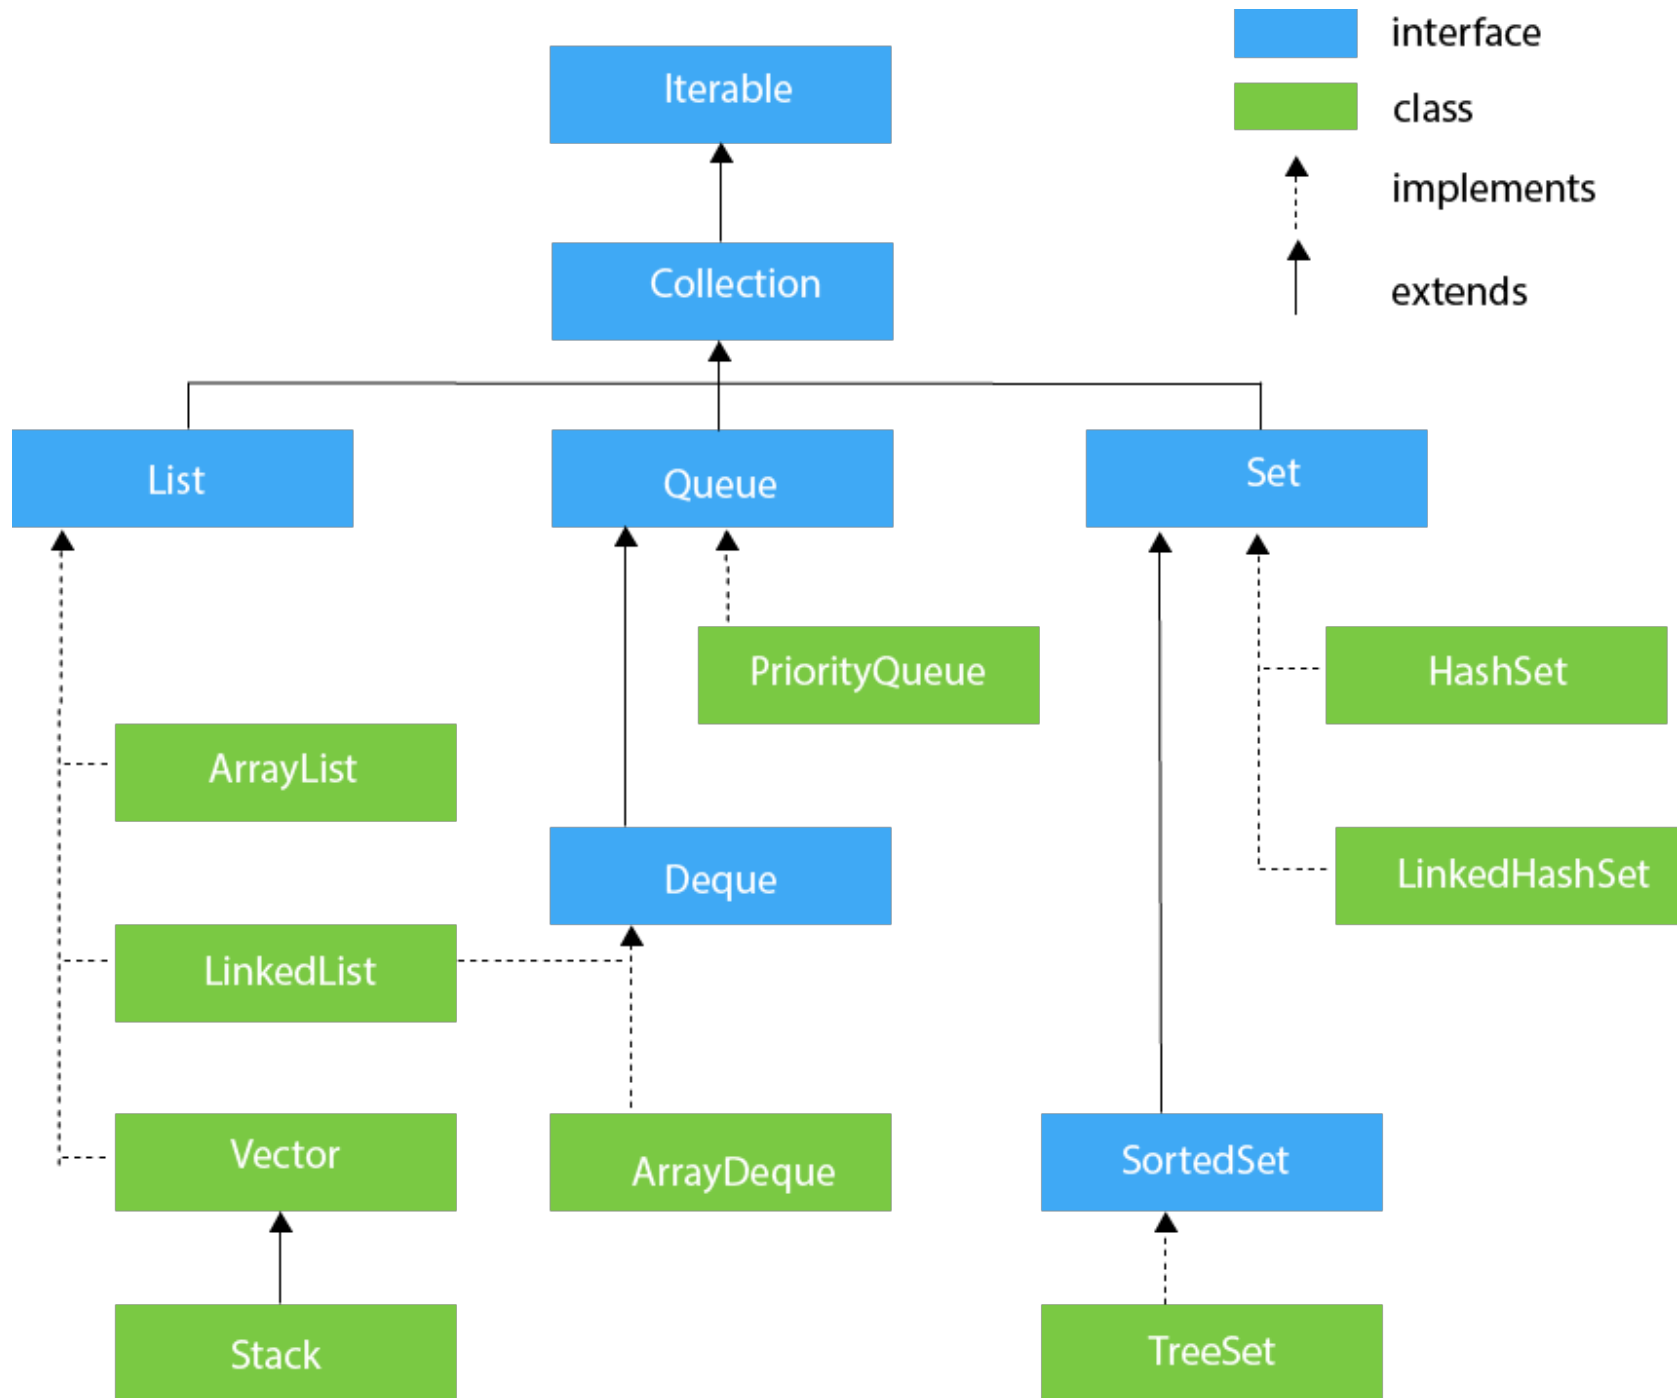 interface
Iterable
class
implements
Collection
extends
List
Queue
Set
PriorityQueue
HashSet
ArrayList
Deque
LinkedHashSet
LinkedList
Vector
ArrayDeque
SortedSet
Stack
TreeSet